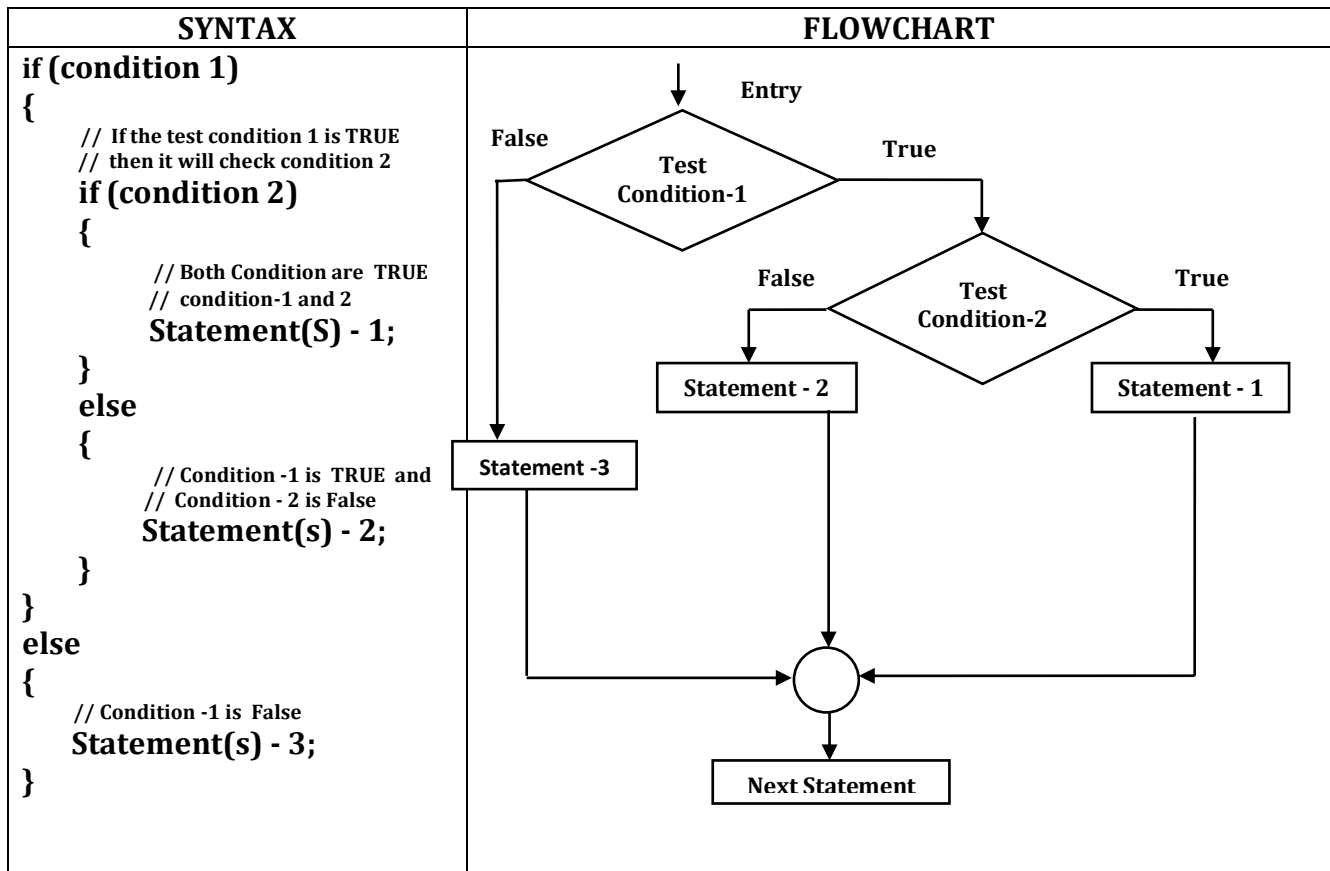 SYNTAX
FLOWCHART
if (condition 1)
{
// If the test condition 1 is TRUE
// then it will check condition 2
if (condition 2)
{
// Both Condition are TRUE
// condition-1 and 2
Statement(S) - 1;
}
else
{
// Condition -1 is TRUE and
// Condition - 2 is False
Statement(s) - 2;
}
}
else
{
// Condition -1 is False
Statement(s) - 3;
}
Entry
False
True
Test
Condition-1
False
True
Test
Condition-2
Statement - 2
Statement - 1
Statement -3
Next Statement